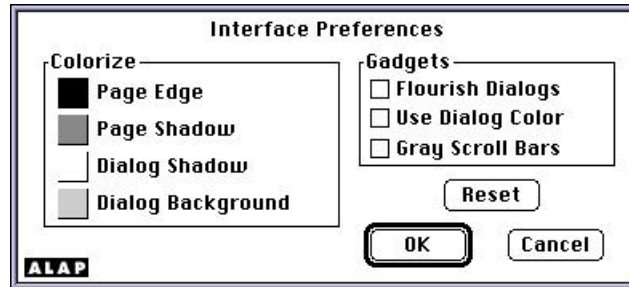 Interface Preferences
Colorize
Page Edge
Page Shadow
Dialog Shadow
Dialog Background
Gadgets
Flourish Dialogs
Use Dialog Color
Gray Scroll Bars
Reset
OK
Cancel
ALAP